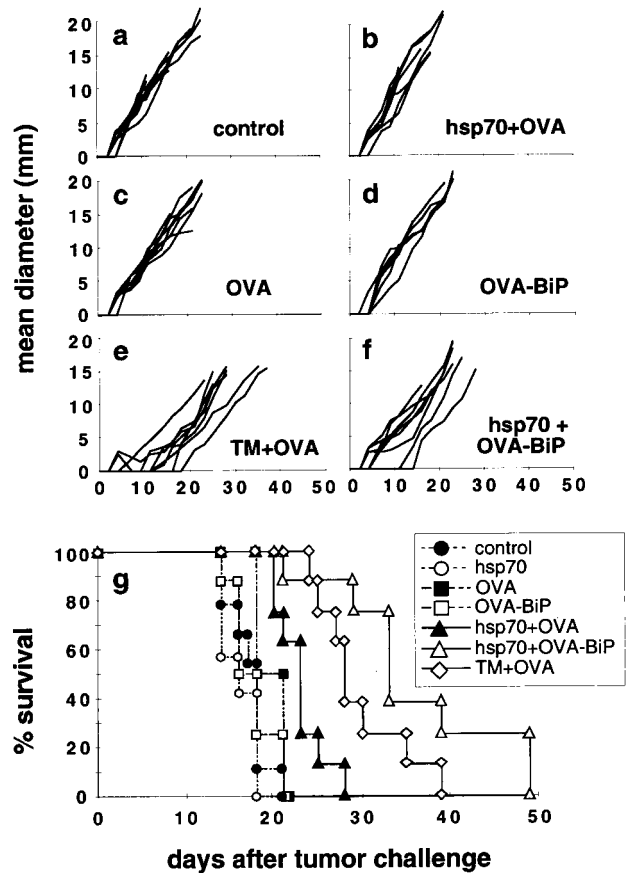 mean diameter (mm)
20
15
10
5
0
a
control
b
hsp70+OVA
20
15
10
5
0
c
OVA
d
OVA-BiP
20
15
10
5
0
e
TM+OVA
f
hsp70 +
OVA-BiP
0 10 20 30 40 50
0 10 20 30 40 50
% survival
100
80
60
40
20
0
g
control
hsp70
OVA
OVA-BiP
hsp70+OVA
hsp70+OVA-BiP
TM+OVA
0 10 20 30 40 50
days after tumor challenge